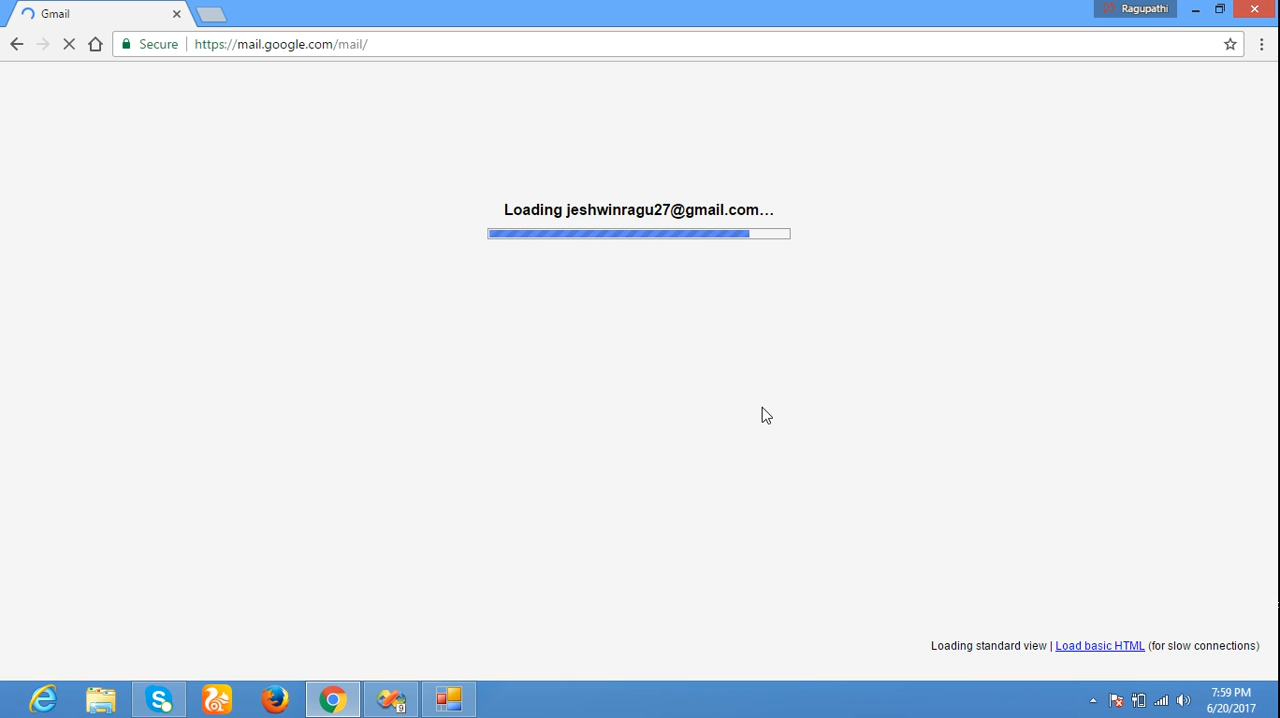 Gmail
Ragupathi
Secure | https://mail.google.com/mail/
Loading jeshwinragu27@gmail.com...
Loading standard view | Load basic HTML (for slow connections)
7:59 PM
6/20/2017